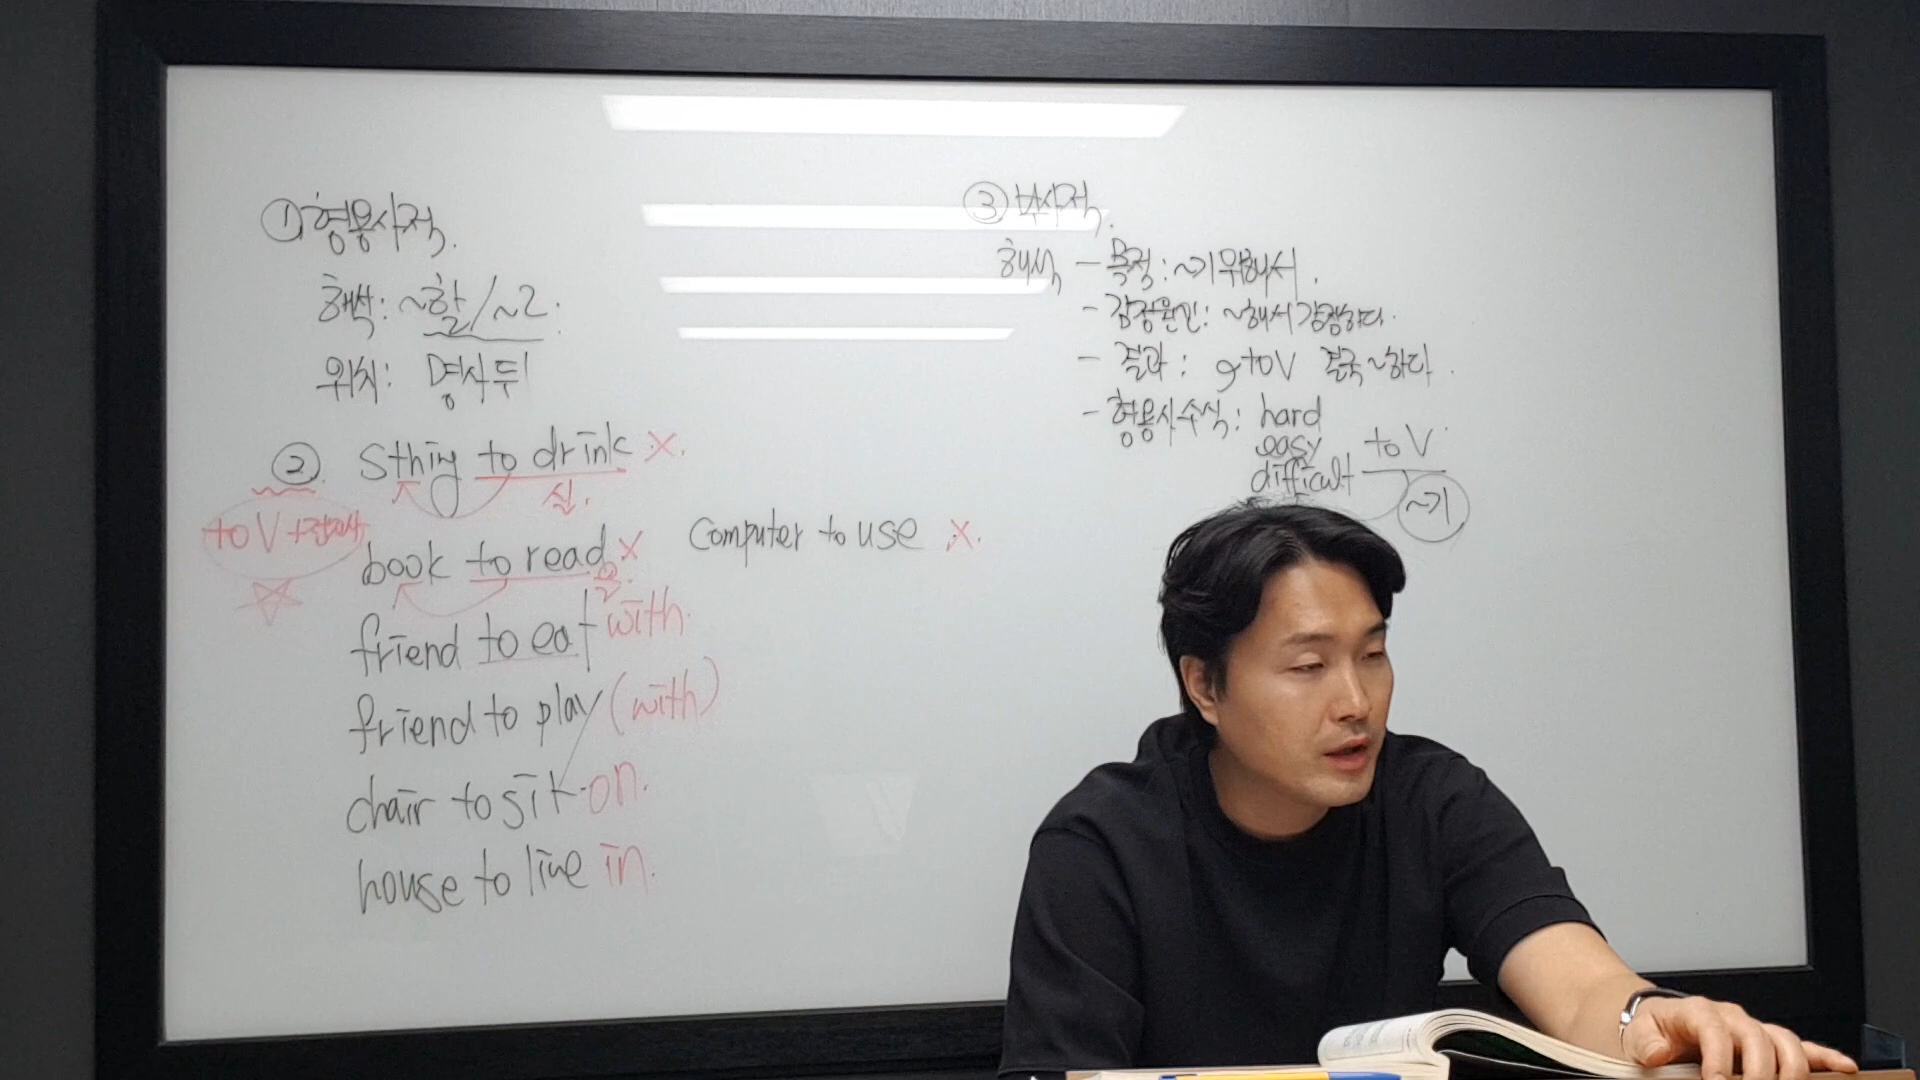 ① 형용사적.
해석: ~할/~ㄹ.
위치: 명사 뒤
② sthing to drink X.
실.
to V + 전치사
book to read X
을
friend to eat with.
friend to play (with)
chair to sit on.
house to live in.
computer to use X.
③ 부사적.
해석 - 목적: ~기 위해서.
- 감정원인: ~해서 감정하다.
- 결과: to V 결국 ~하다.
- 형용사수식: hard
easy to V
difficult
~기